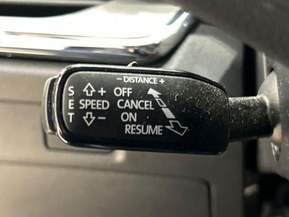 − DISTANCE +
S + OFF
E SPEED CANCEL
T − ON
RESUME